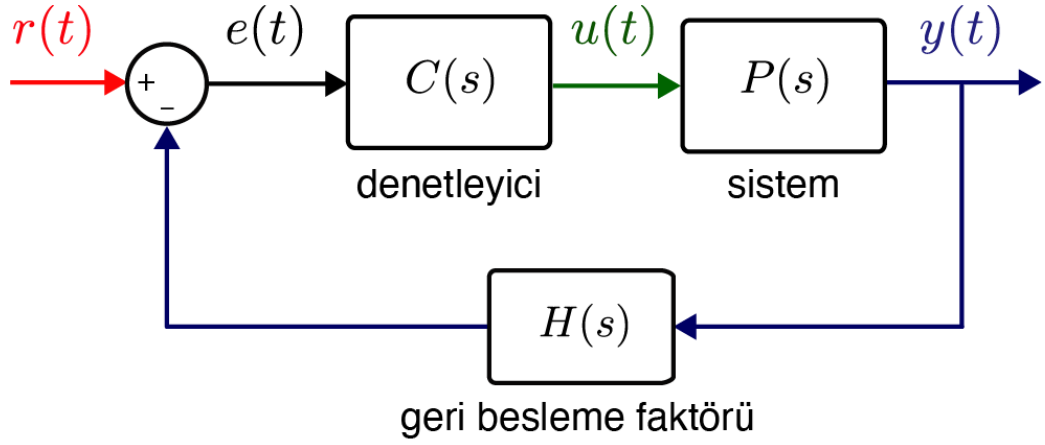 r(t) e(t) u(t) y(t)
+ C(s) P(s)
−
denetleyici sistem
H(s)
geri besleme faktörü